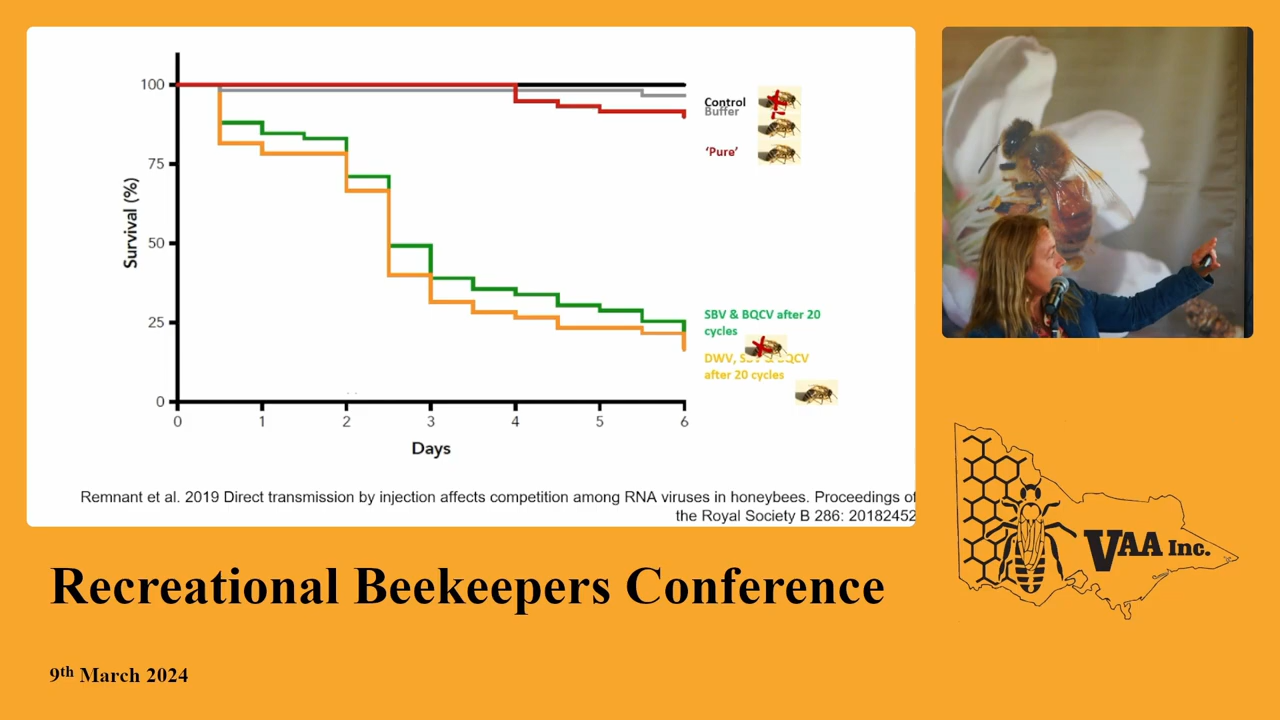 100
75
50
25
0
Survival (%)
0 1 2 3 4 5 6
Days
Control
Buffer
‘Pure’
SBV & BQCV after 20
cycles
DWV, & QCV
after 20 cycles
Remnant et al. 2019 Direct transmission by injection affects competition among RNA viruses in honeybees. Proceedings of
the Royal Society B 286: 20182452
Recreational Beekeepers Conference
9th March 2024
VAA Inc.